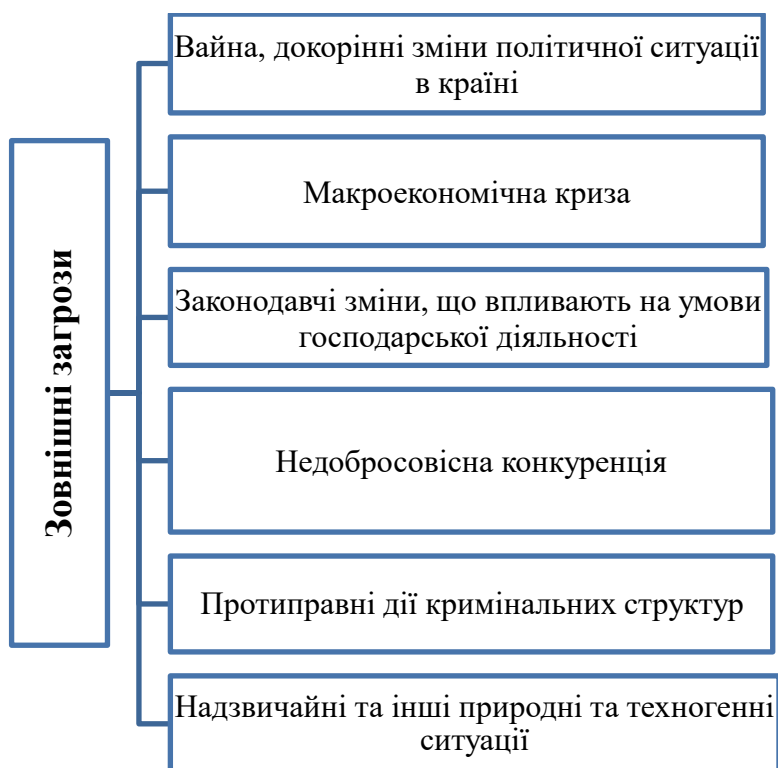 Зовнішні загрози
Вайна, докорінні зміни політичної ситуації
в країні
Макроекономічна криза
Законодавчі зміни, що впливають на умови
господарської діяльності
Недобросовісна конкуренція
Протиправні дії кримінальних структур
Надзвичайні та інші природні та техногенні
ситуації